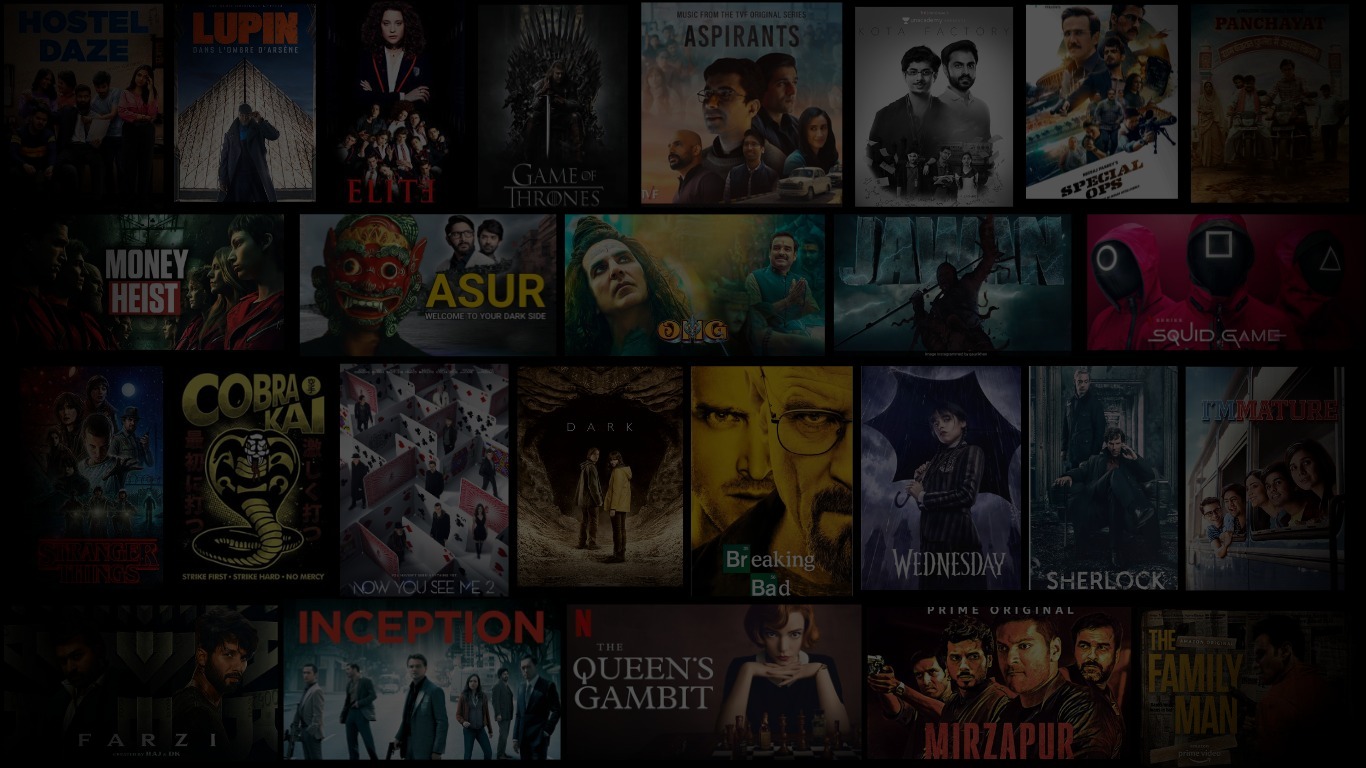 HOSTEL
DAZE
LUPIN
DANS L'OMBRE D'ARSÈNE
ELITE
GAME OF
THRONES
MUSIC FROM THE TVF ORIGINAL SERIES
ASPIRANTS
KOTA FACTORY
SPECIAL
OPS
PANCHAYAT
MONEY
HEIST
ASUR
WELCOME TO YOUR DARK SIDE
OMG
JAWAN
SERIES
SQUID GAME
STRANGER
THINGS
COBRA
KAI
STRIKE FIRST • STRIKE HARD • NO MERCY
NOW YOU SEE ME 2
DARK
Breaking
Bad
WEDNESDAY
SHERLOCK
I'MMATURE
FARZI
INCEPTION
N
THE
QUEEN'S
GAMBIT
PRIME ORIGINAL
MIRZAPUR
THE
FAMILY
MAN
prime video